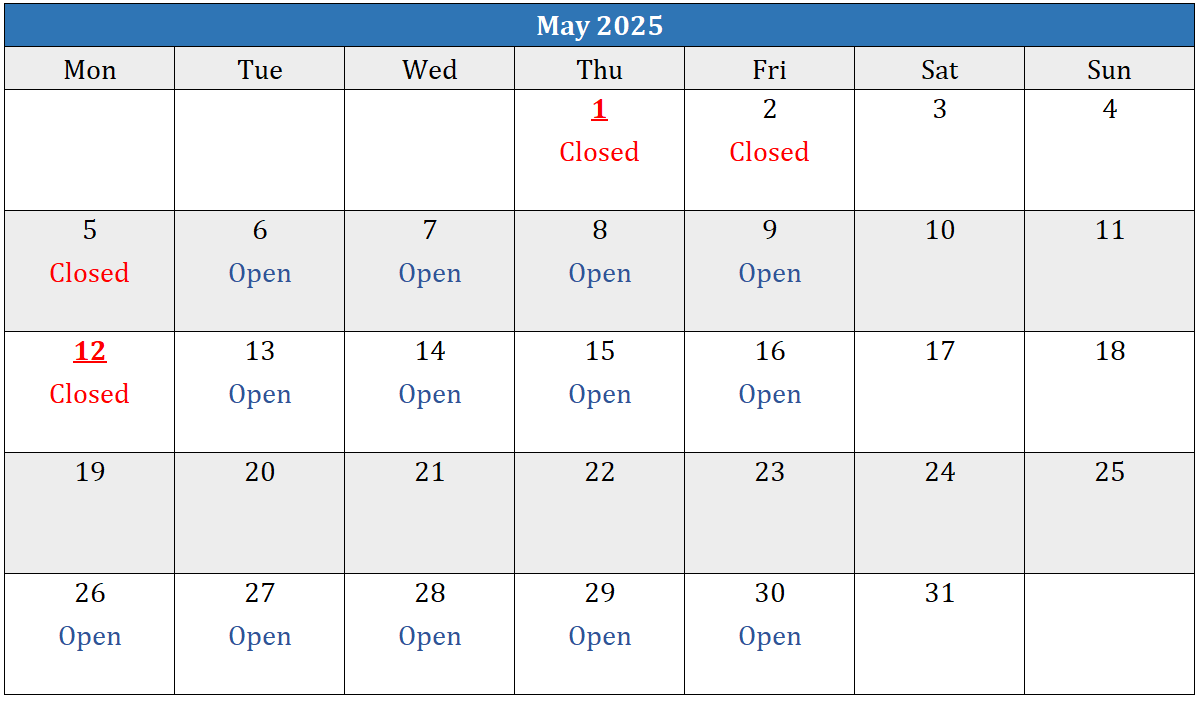 May 2025
Mon Tue Wed Thu Fri Sat Sun
1 2 3 4
Closed Closed
5 6 7 8 9 10 11
Closed Open Open Open Open
12 13 14 15 16 17 18
Closed Open Open Open Open
19 20 21 22 23 24 25
26 27 28 29 30 31
Open Open Open Open Open